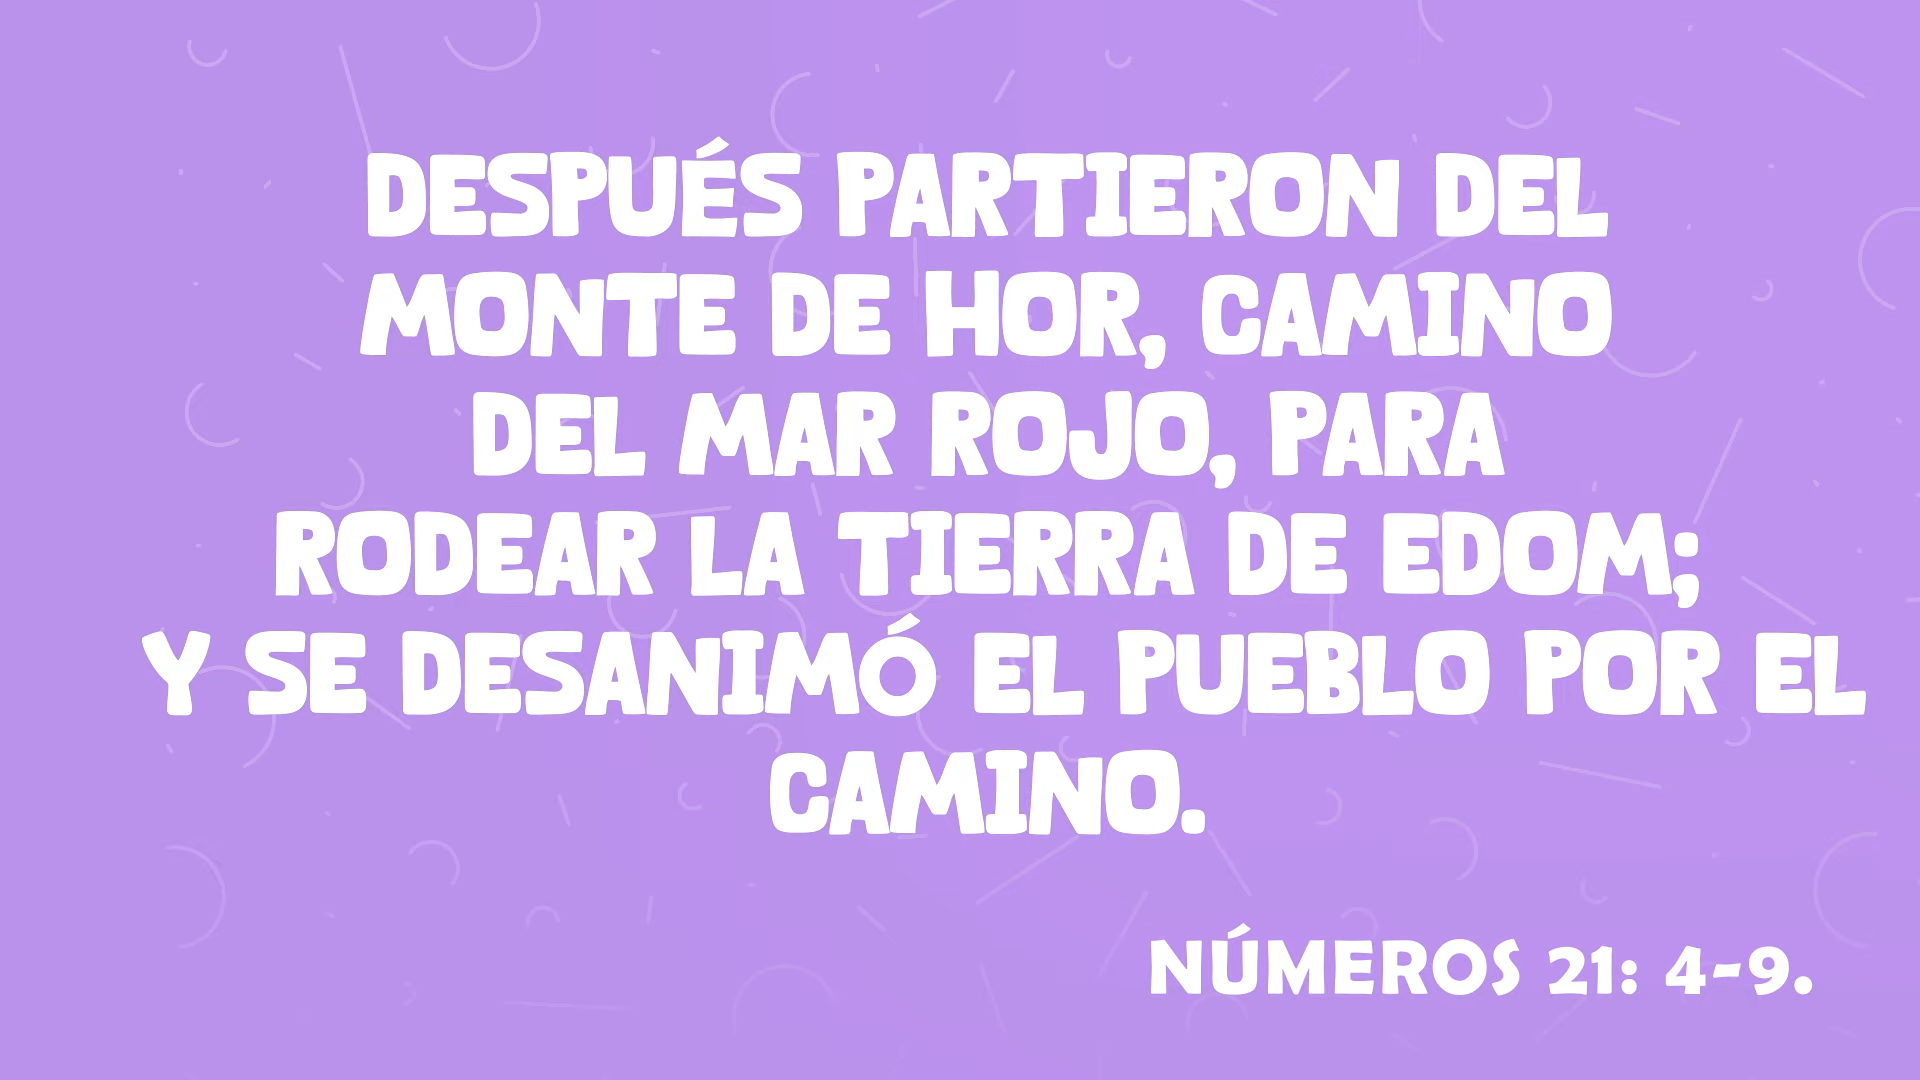 DESPUÉS PARTIERON DEL
MONTE DE HOR, CAMINO
DEL MAR ROJO, PARA
RODEAR LA TIERRA DE EDOM;
Y SE DESANIMÓ EL PUEBLO POR EL
CAMINO.
NÚMEROS 21: 4-9.